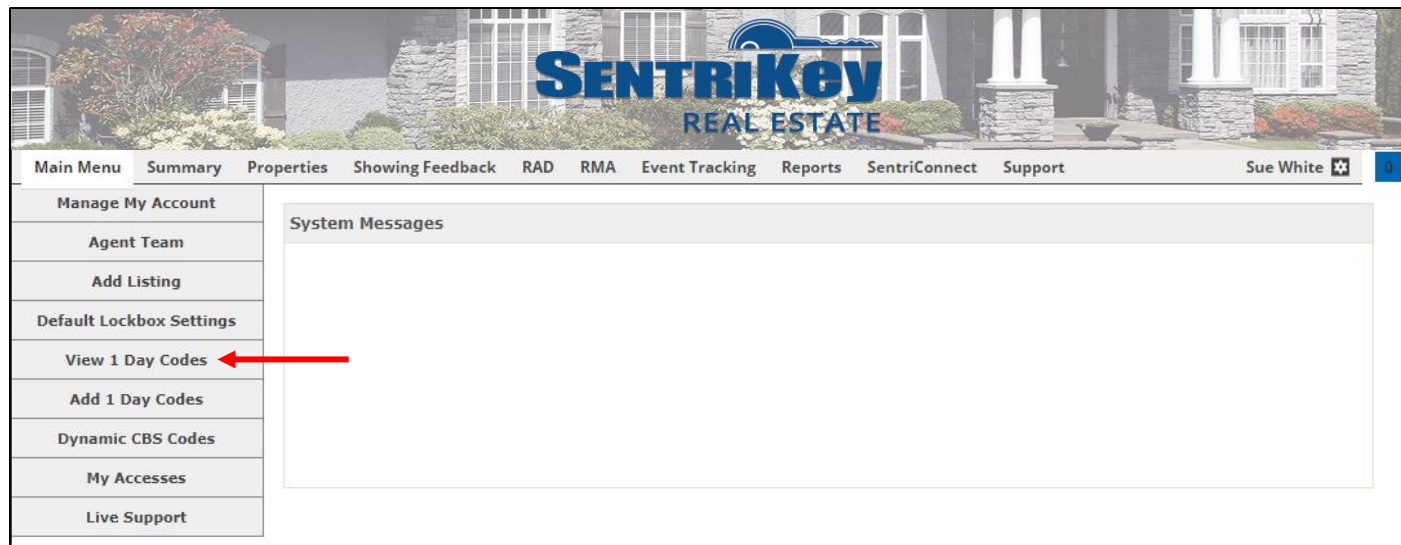 SENTRIKEY
REAL ESTATE
Main Menu Summary Properties Showing Feedback RAD RMA Event Tracking Reports SentriConnect Support Sue White 0
Manage My Account
System Messages
Agent Team
Add Listing
Default Lockbox Settings
View 1 Day Codes
Add 1 Day Codes
Dynamic CBS Codes
My Accesses
Live Support